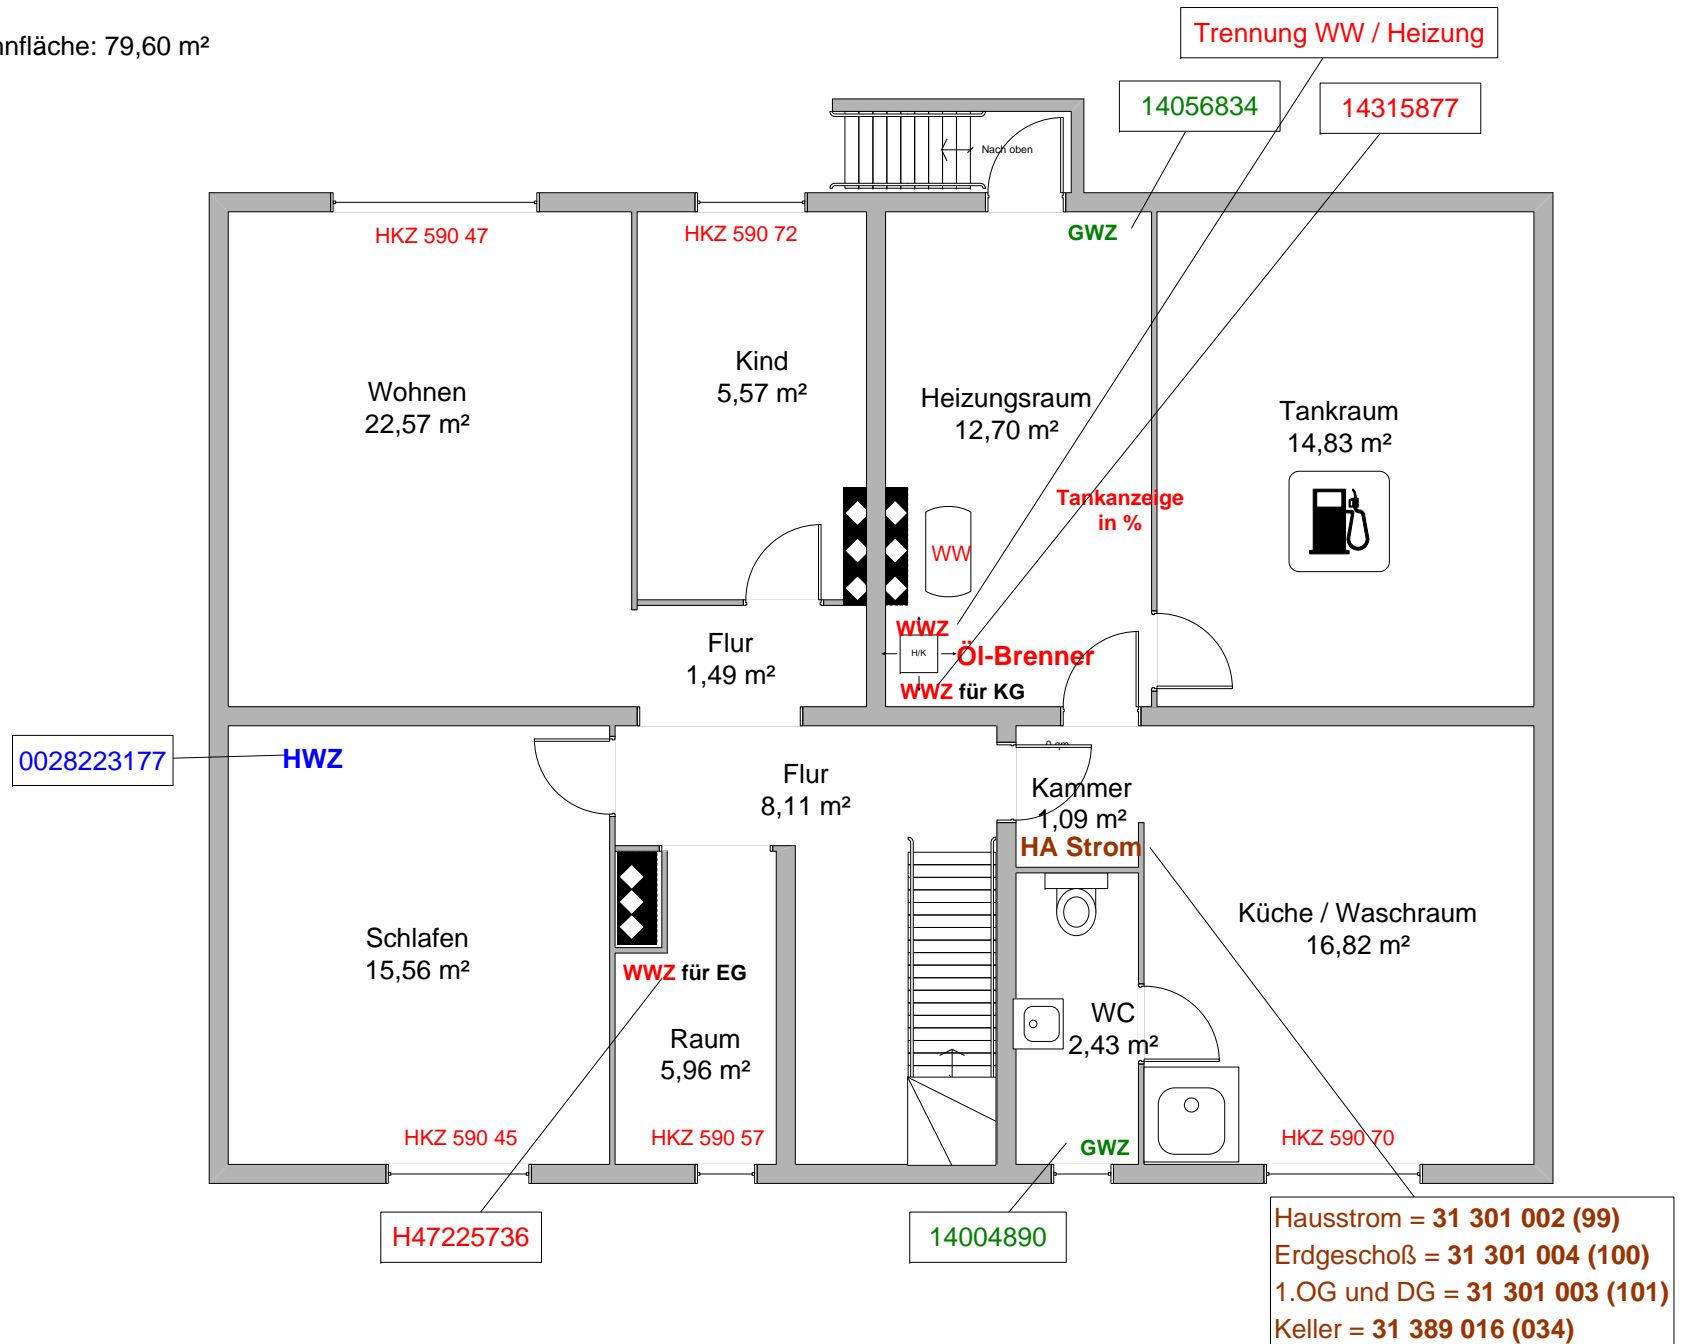 nnfläche: 79,60 m²
Trennung WW / Heizung
14056834
14315877
Nach oben
HKZ 590 47
HKZ 590 72
GWZ
Wohnen
22,57 m²
Kind
5,57 m²
Heizungsraum
12,70 m²
Tankraum
14,83 m²
Tankanzeige
in %
WW
WWZ
H/K
Öl-Brenner
WWZ für KG
Flur
1,49 m²
0028223177
HWZ
Flur
8,11 m²
0 qm
Kammer
1,09 m²
HA Strom
Küche / Waschraum
16,82 m²
Schlafen
15,56 m²
WWZ für EG
Raum
5,96 m²
WC
2,43 m²
HKZ 590 45
HKZ 590 57
GWZ
HKZ 590 70
H47225736
14004890
Hausstrom = 31 301 002 (99)
Erdgeschoß = 31 301 004 (100)
1.OG und DG = 31 301 003 (101)
Keller = 31 389 016 (034)